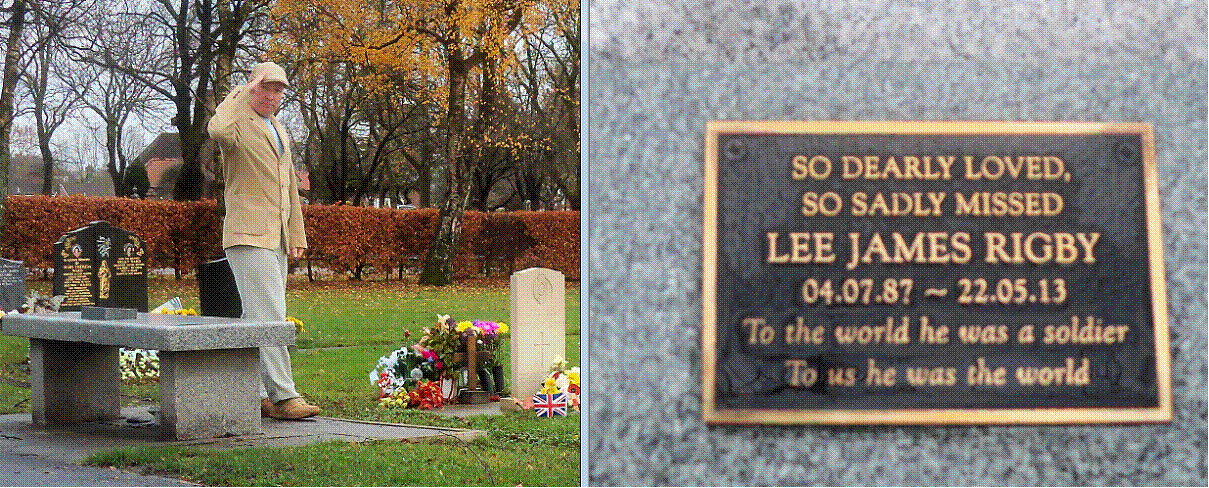 SO DEARLY LOVED,
SO SADLY MISSED
LEE JAMES RIGBY
04.07.87 ~ 22.05.13
To the world he was a soldier
To us he was the world